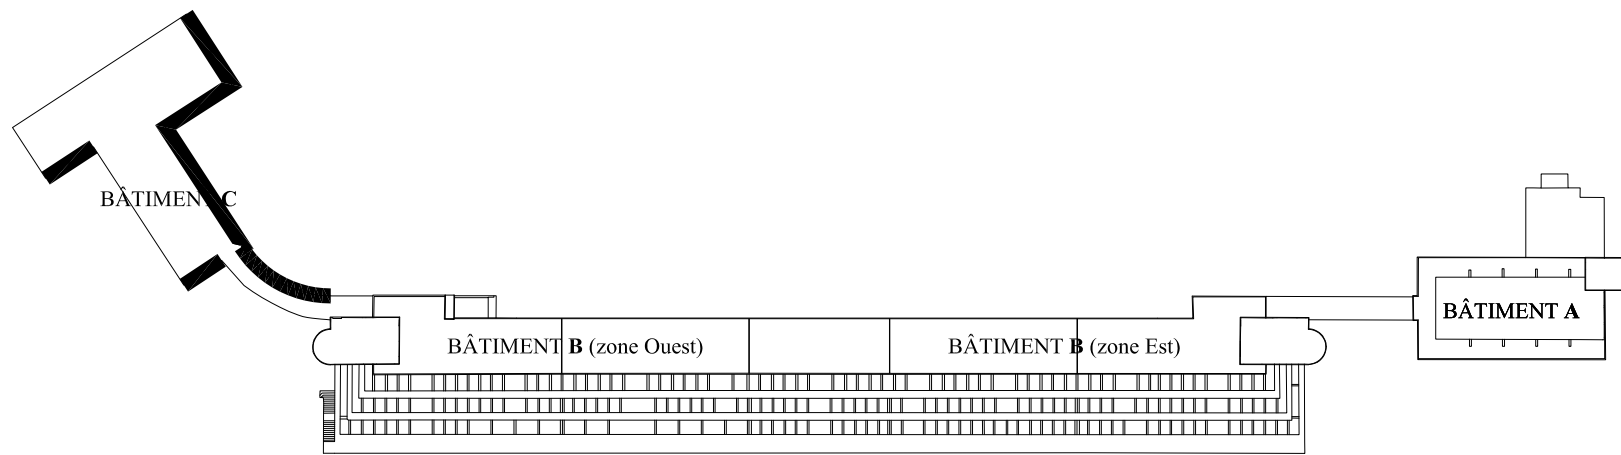 BÂTIMENT C
BÂTIMENT A
BÂTIMENT B (zone Ouest)
BÂTIMENT B (zone Est)